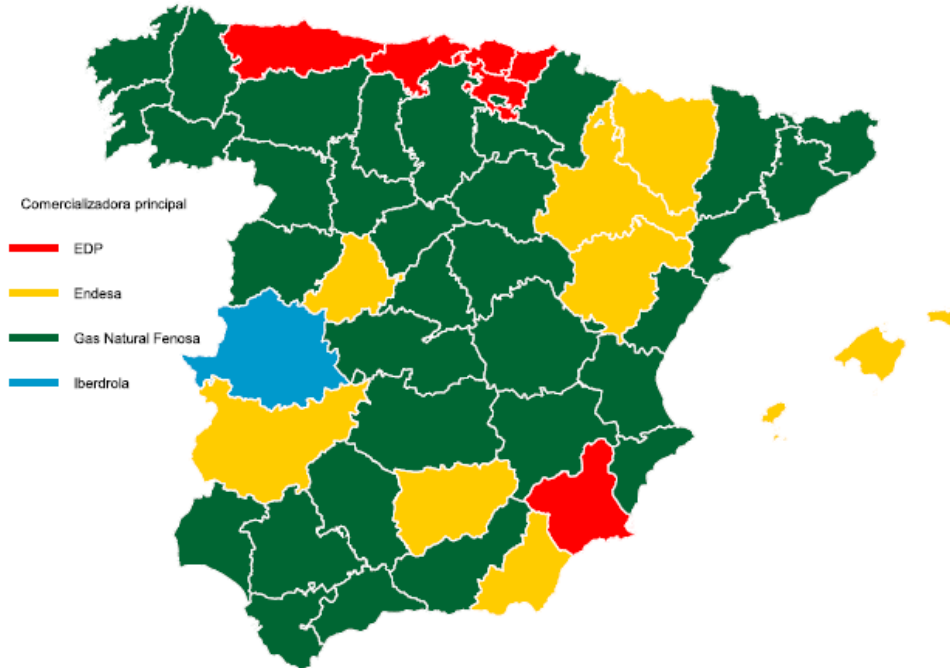 Comercializadora principal
EDP
Endesa
Gas Natural Fenosa
Iberdrola